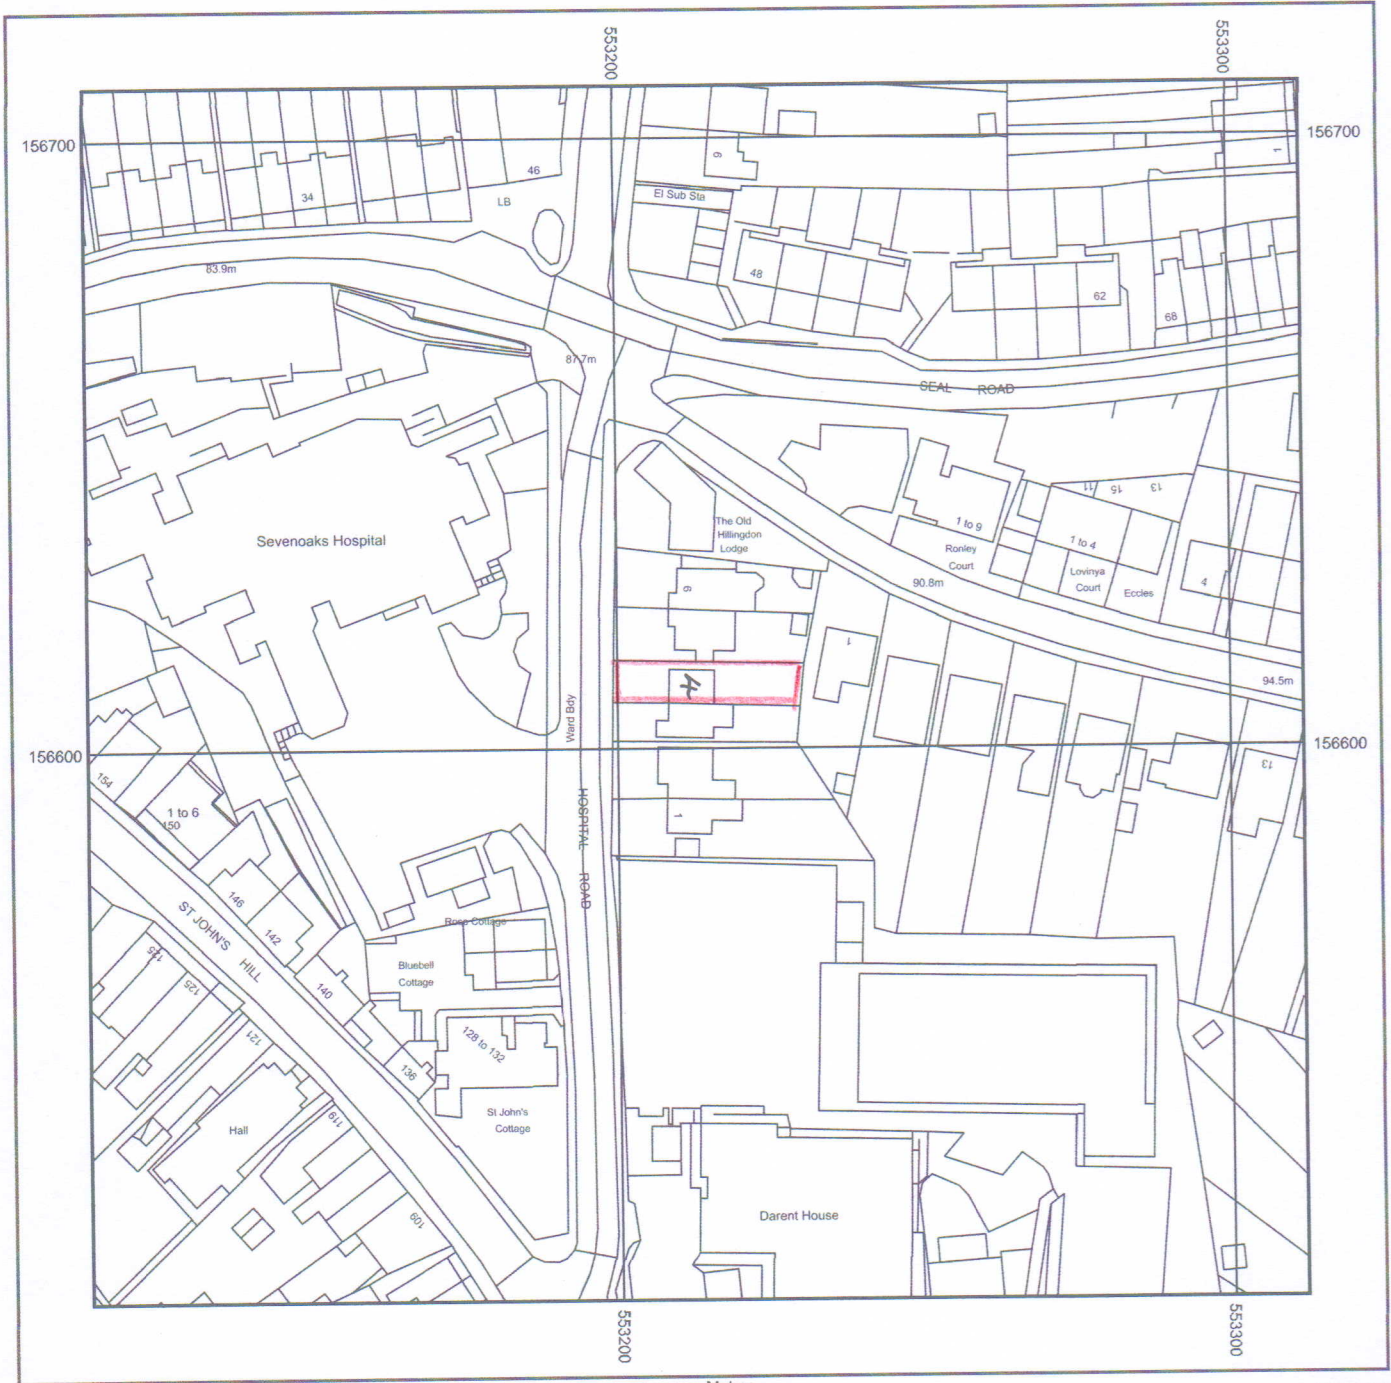 553200
553300
156700
156700
34
46
LB
El Sub Sta
6
1
83.9m
48
62
68
87.7m
SEAL ROAD
Sevenoaks Hospital
The Old
Hillingdon
Lodge
1 to 9
Ronley
Court
11
15
13
1 to 4
Lovinya
Court
Eccles
4
90.8m
6
1
94.5m
4
Ward Bdy
156600
156600
13
154
1 to 6
150
HOSPITAL ROAD
1
146
142
ST JOHN'S HILL
Rose Cottage
Bluebell
Cottage
125
125
140
121
128 to 132
136
St John's
Cottage
Hall
119
109
Darent House
553200
553300